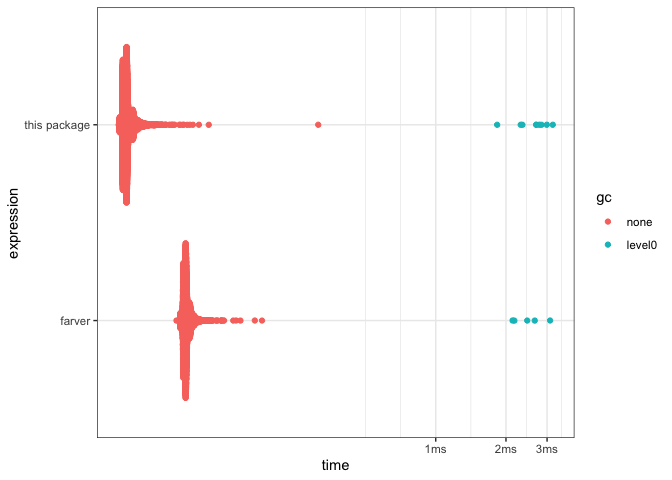 expression
this package
farver
1ms
2ms
3ms
time
gc
none
level0